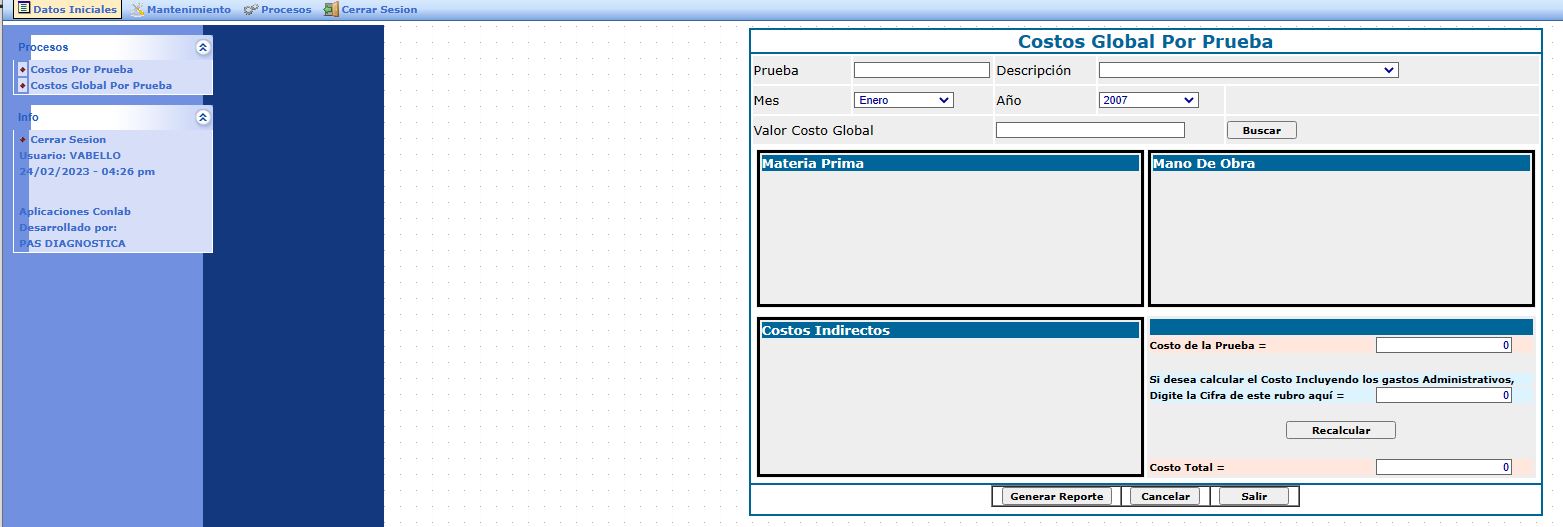 Datos Iniciales Mantenimiento Procesos Cerrar Sesion
Procesos
Costos Por Prueba
Costos Global Por Prueba
Info
Cerrar Sesion
Usuario: VABELLO
24/02/2023 - 04:26 pm
Aplicaciones Conlab
Desarrollado por:
PAS DIAGNOSTICA
Costos Global Por Prueba
Prueba Descripción
Mes Enero Año 2007
Valor Costo Global Buscar
Materia Prima Mano De Obra
Costos Indirectos
Costo de la Prueba = 0
Si desea calcular el Costo Incluyendo los gastos Administrativos,
Digite la Cifra de este rubro aquí = 0
Recalcular
Costo Total = 0
Generar Reporte Cancelar Salir